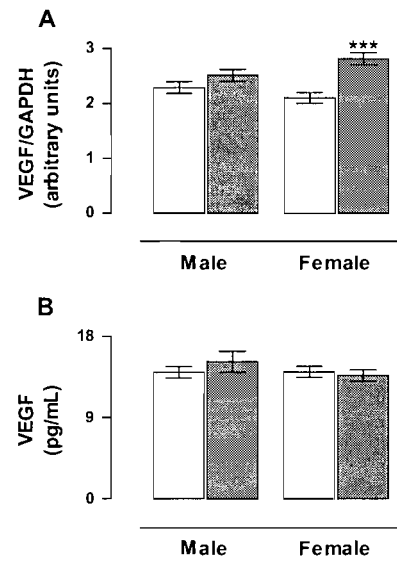 A
VEGF/GAPDH
(arbitrary units)
3
2
1
0
***
Male Female
B
VEGF
(pg/mL)
18
9
0
Male Female